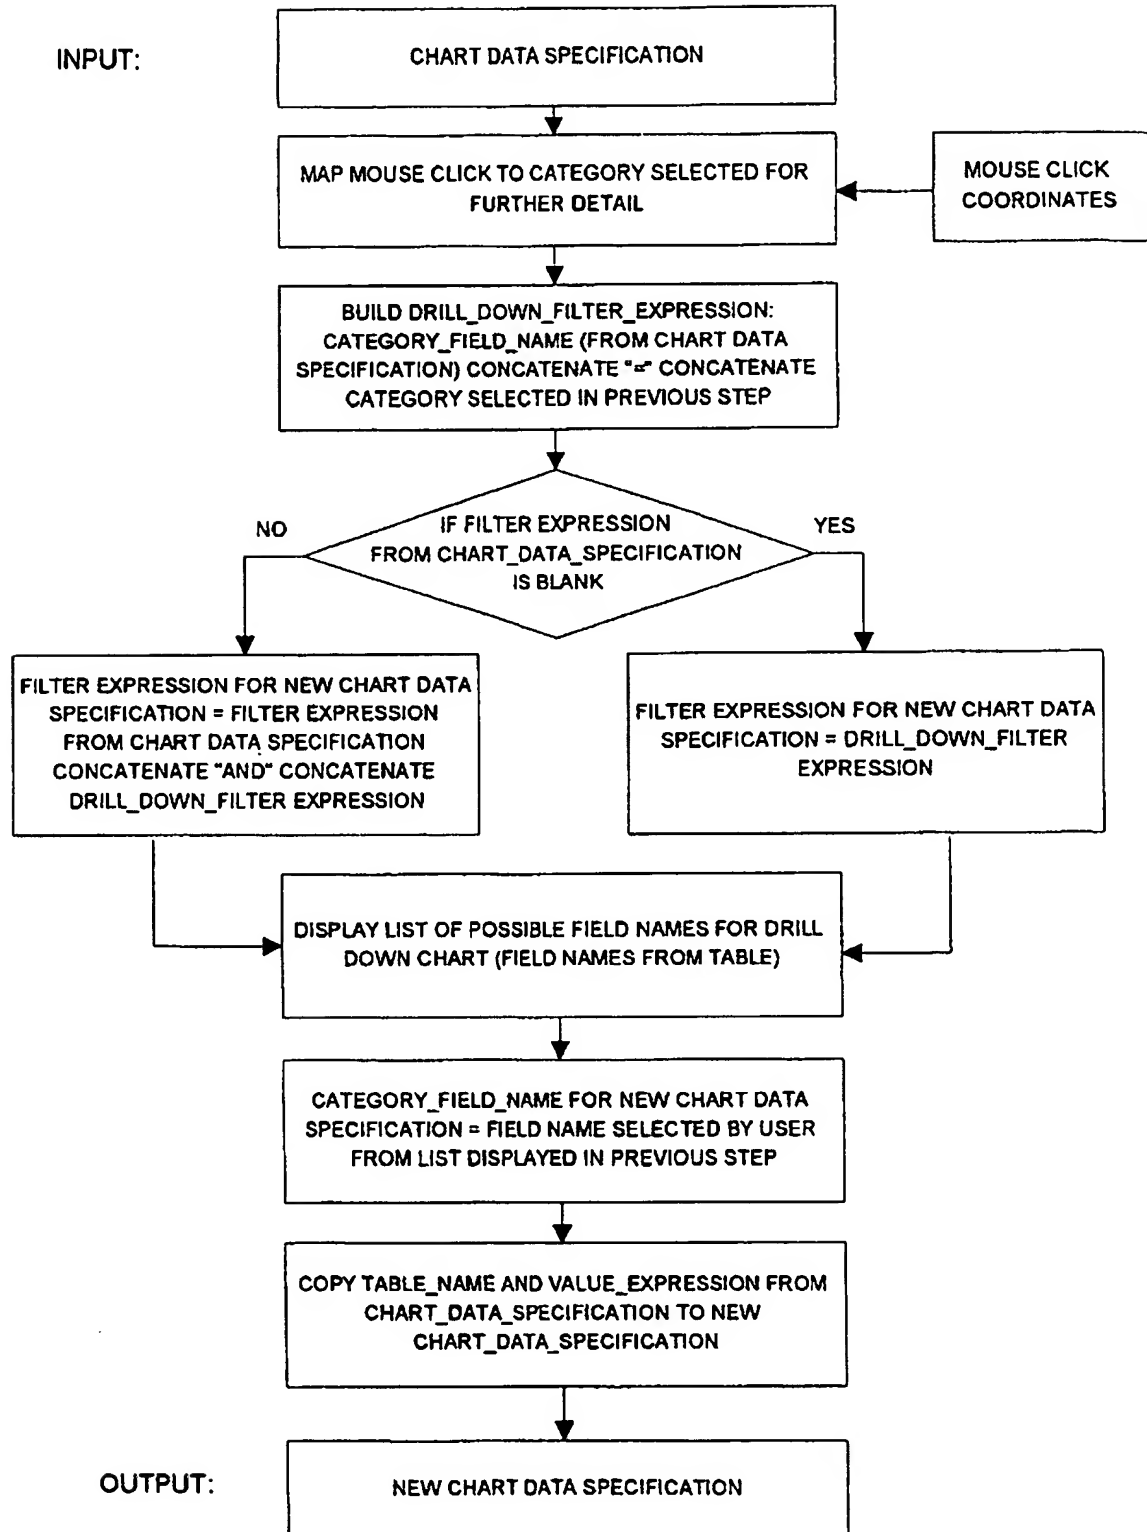 INPUT:
CHART DATA SPECIFICATION
MAP MOUSE CLICK TO CATEGORY SELECTED FOR
FURTHER DETAIL
MOUSE CLICK
COORDINATES
BUILD DRILL_DOWN_FILTER_EXPRESSION:
CATEGORY_FIELD_NAME (FROM CHART DATA
SPECIFICATION) CONCATENATE "=" CONCATENATE
CATEGORY SELECTED IN PREVIOUS STEP
IF FILTER EXPRESSION
FROM CHART_DATA_SPECIFICATION
IS BLANK
NO
YES
FILTER EXPRESSION FOR NEW CHART DATA
SPECIFICATION = FILTER EXPRESSION
FROM CHART DATA SPECIFICATION
CONCATENATE "AND" CONCATENATE
DRILL_DOWN_FILTER EXPRESSION
FILTER EXPRESSION FOR NEW CHART DATA
SPECIFICATION = DRILL_DOWN_FILTER
EXPRESSION
DISPLAY LIST OF POSSIBLE FIELD NAMES FOR DRILL
DOWN CHART (FIELD NAMES FROM TABLE)
CATEGORY_FIELD_NAME FOR NEW CHART DATA
SPECIFICATION = FIELD NAME SELECTED BY USER
FROM LIST DISPLAYED IN PREVIOUS STEP
COPY TABLE_NAME AND VALUE_EXPRESSION FROM
CHART_DATA_SPECIFICATION TO NEW
CHART_DATA_SPECIFICATION
OUTPUT:
NEW CHART DATA SPECIFICATION